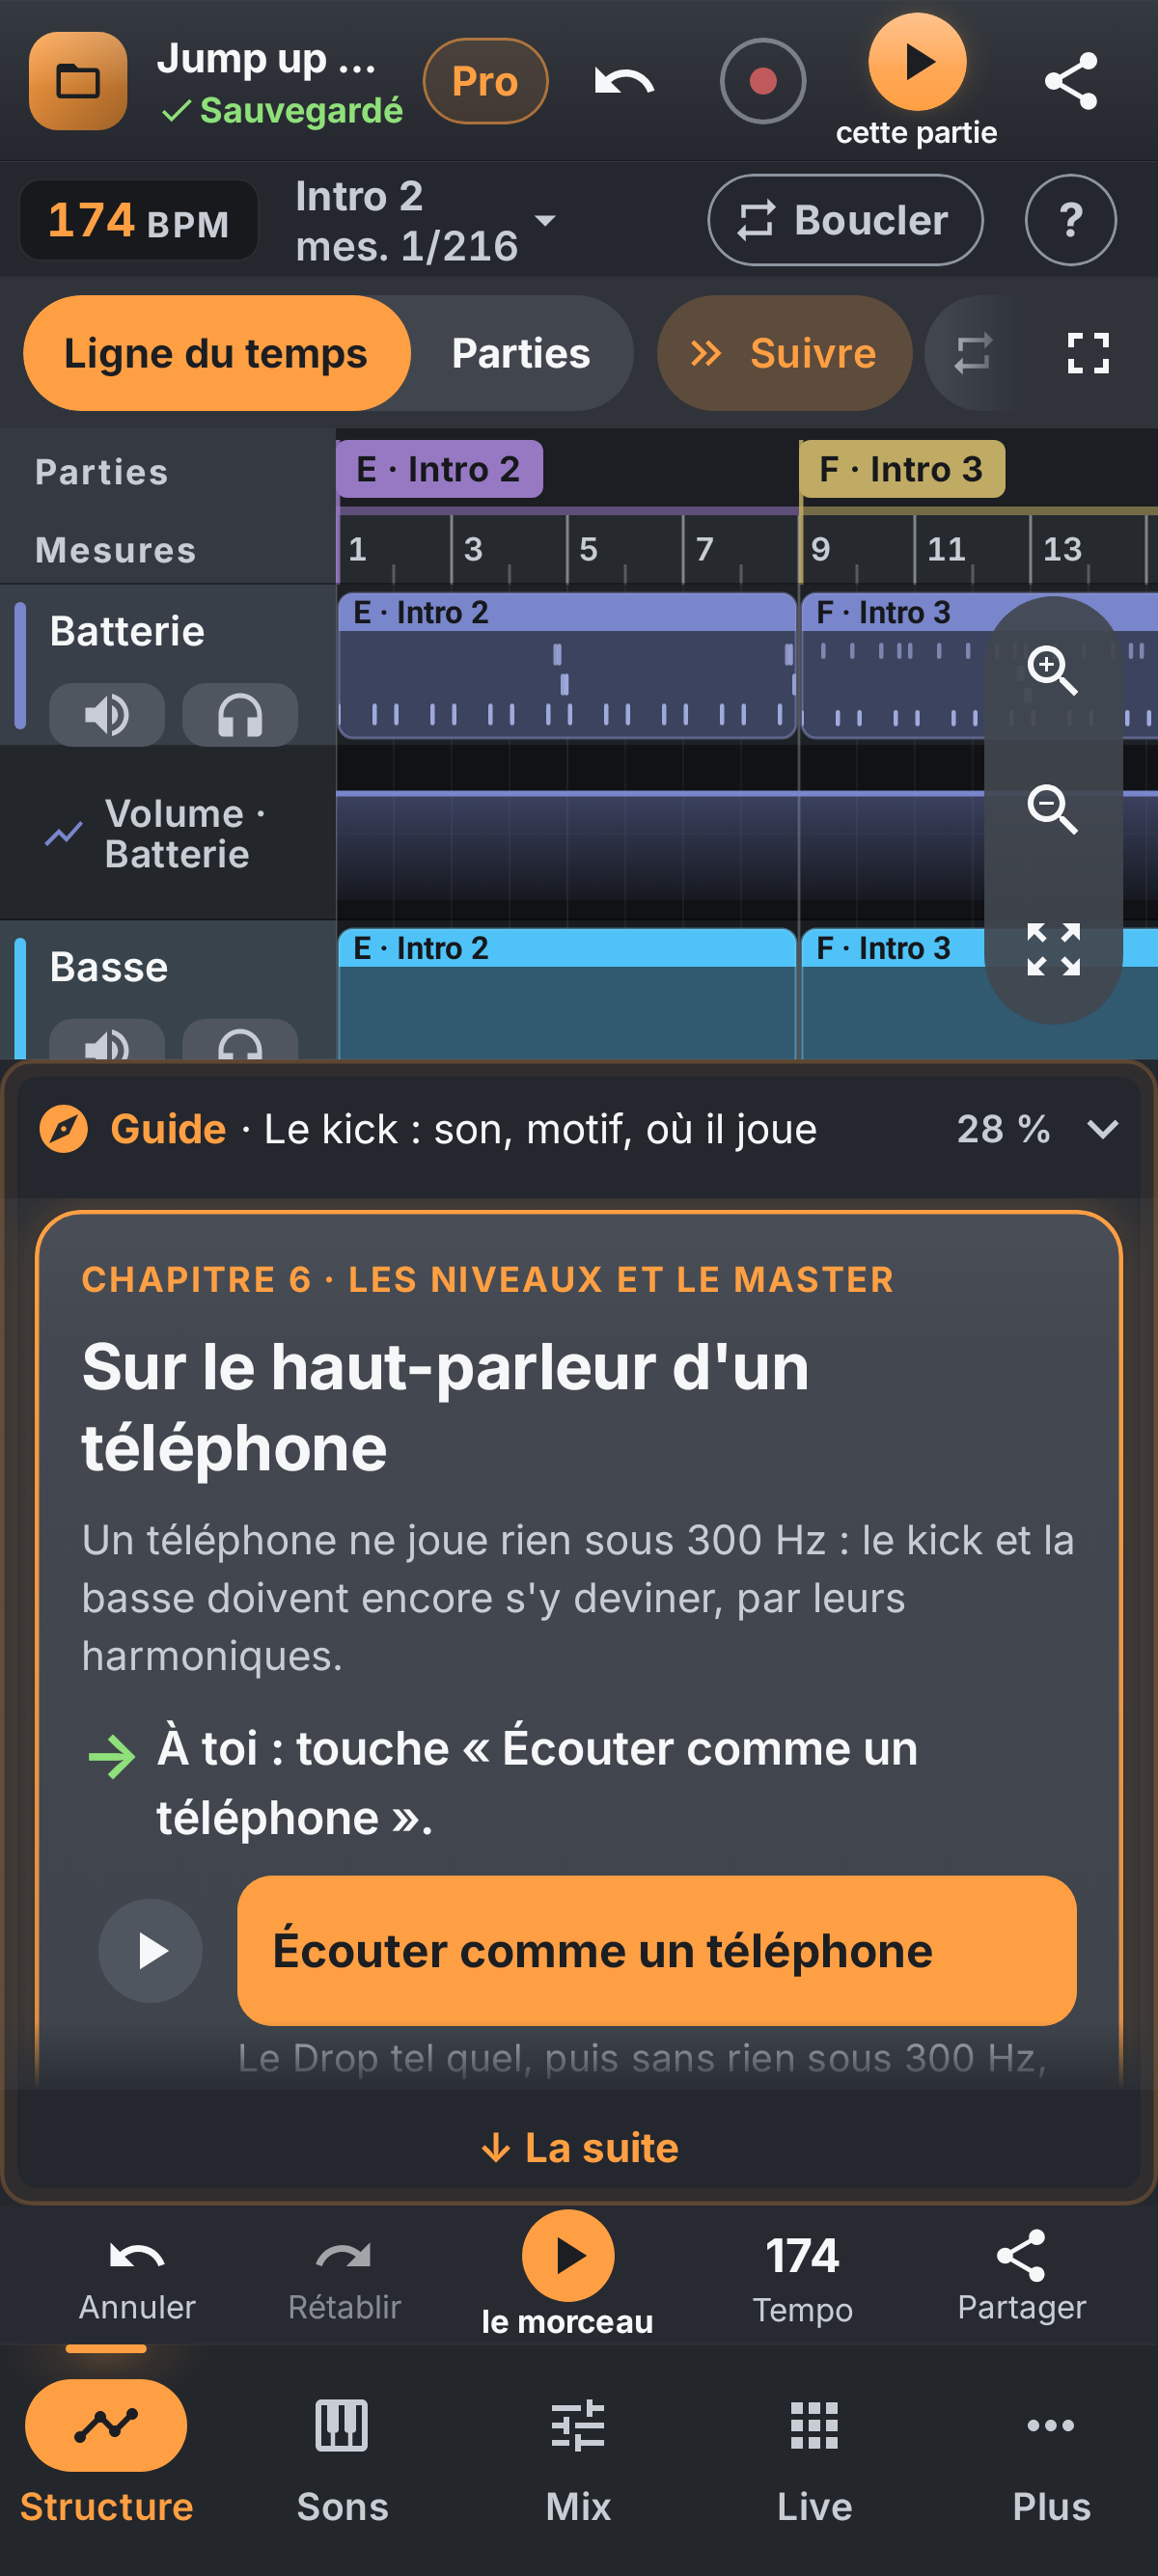 Jump up ...
Sauvegardé
Pro
cette partie
174 BPM
Intro 2
mes. 1/216
Boucler
?
Ligne du temps
Parties
Suivre
Parties
E · Intro 2
F · Intro 3
Mesures
1 3 5 7 9 11 13
Batterie
E · Intro 2
F · Intro 3
Volume ·
Batterie
Basse
E · Intro 2
F · Intro 3
Guide · Le kick : son, motif, où il joue
28 %
CHAPITRE 6 · LES NIVEAUX ET LE MASTER
Sur le haut-parleur d'un
téléphone
Un téléphone ne joue rien sous 300 Hz : le kick et la
basse doivent encore s'y deviner, par leurs
harmoniques.
À toi : touche « Écouter comme un
téléphone ».
Écouter comme un téléphone
Le Drop tel quel, puis sans rien sous 300 Hz,
La suite
Annuler
Rétablir
le morceau
174
Tempo
Partager
Structure
Sons
Mix
Live
Plus